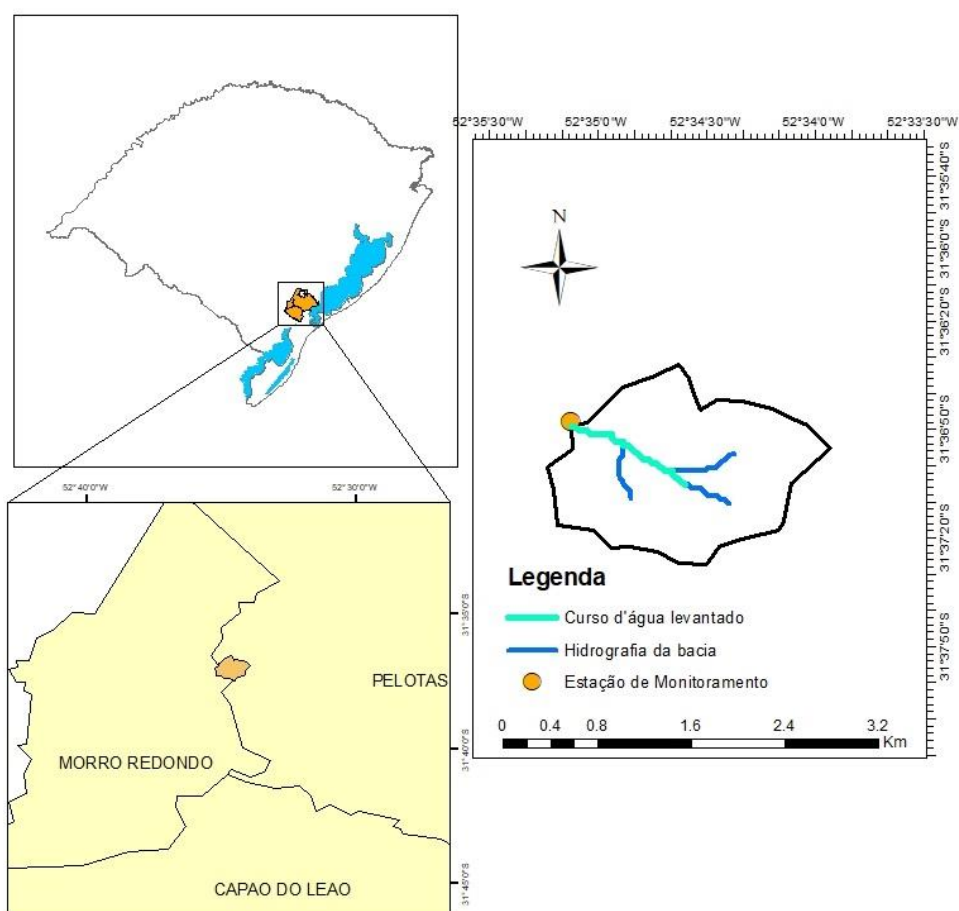 52°35'30"W 52°35'0"W 52°34'30"W 52°34'0"W 52°33'30"W
31°35'40"S
31°36'0"S
31°36'20"S
31°36'50"S
31°37'20"S
31°37'50"S
N
Legenda
Curso d'água levantado
Hidrografia da bacia
Estação de Monitoramento
0 0.4 0.8 1.6 2.4 3.2
Km
52°40'0"W 52°30'0"W
31°35'0"S
31°40'0"S
31°45'0"S
PELOTAS
MORRO REDONDO
CAPAO DO LEAO